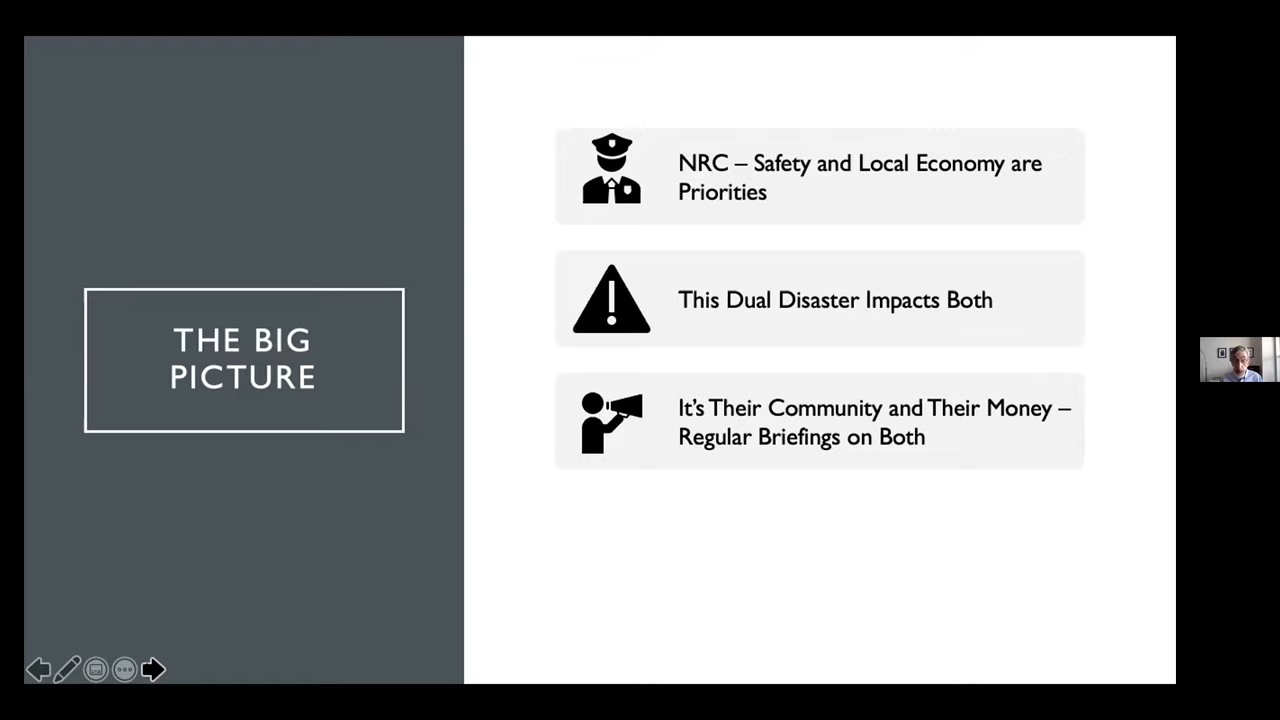 THE BIG
PICTURE
NRC – Safety and Local Economy are
Priorities
This Dual Disaster Impacts Both
It's Their Community and Their Money –
Regular Briefings on Both